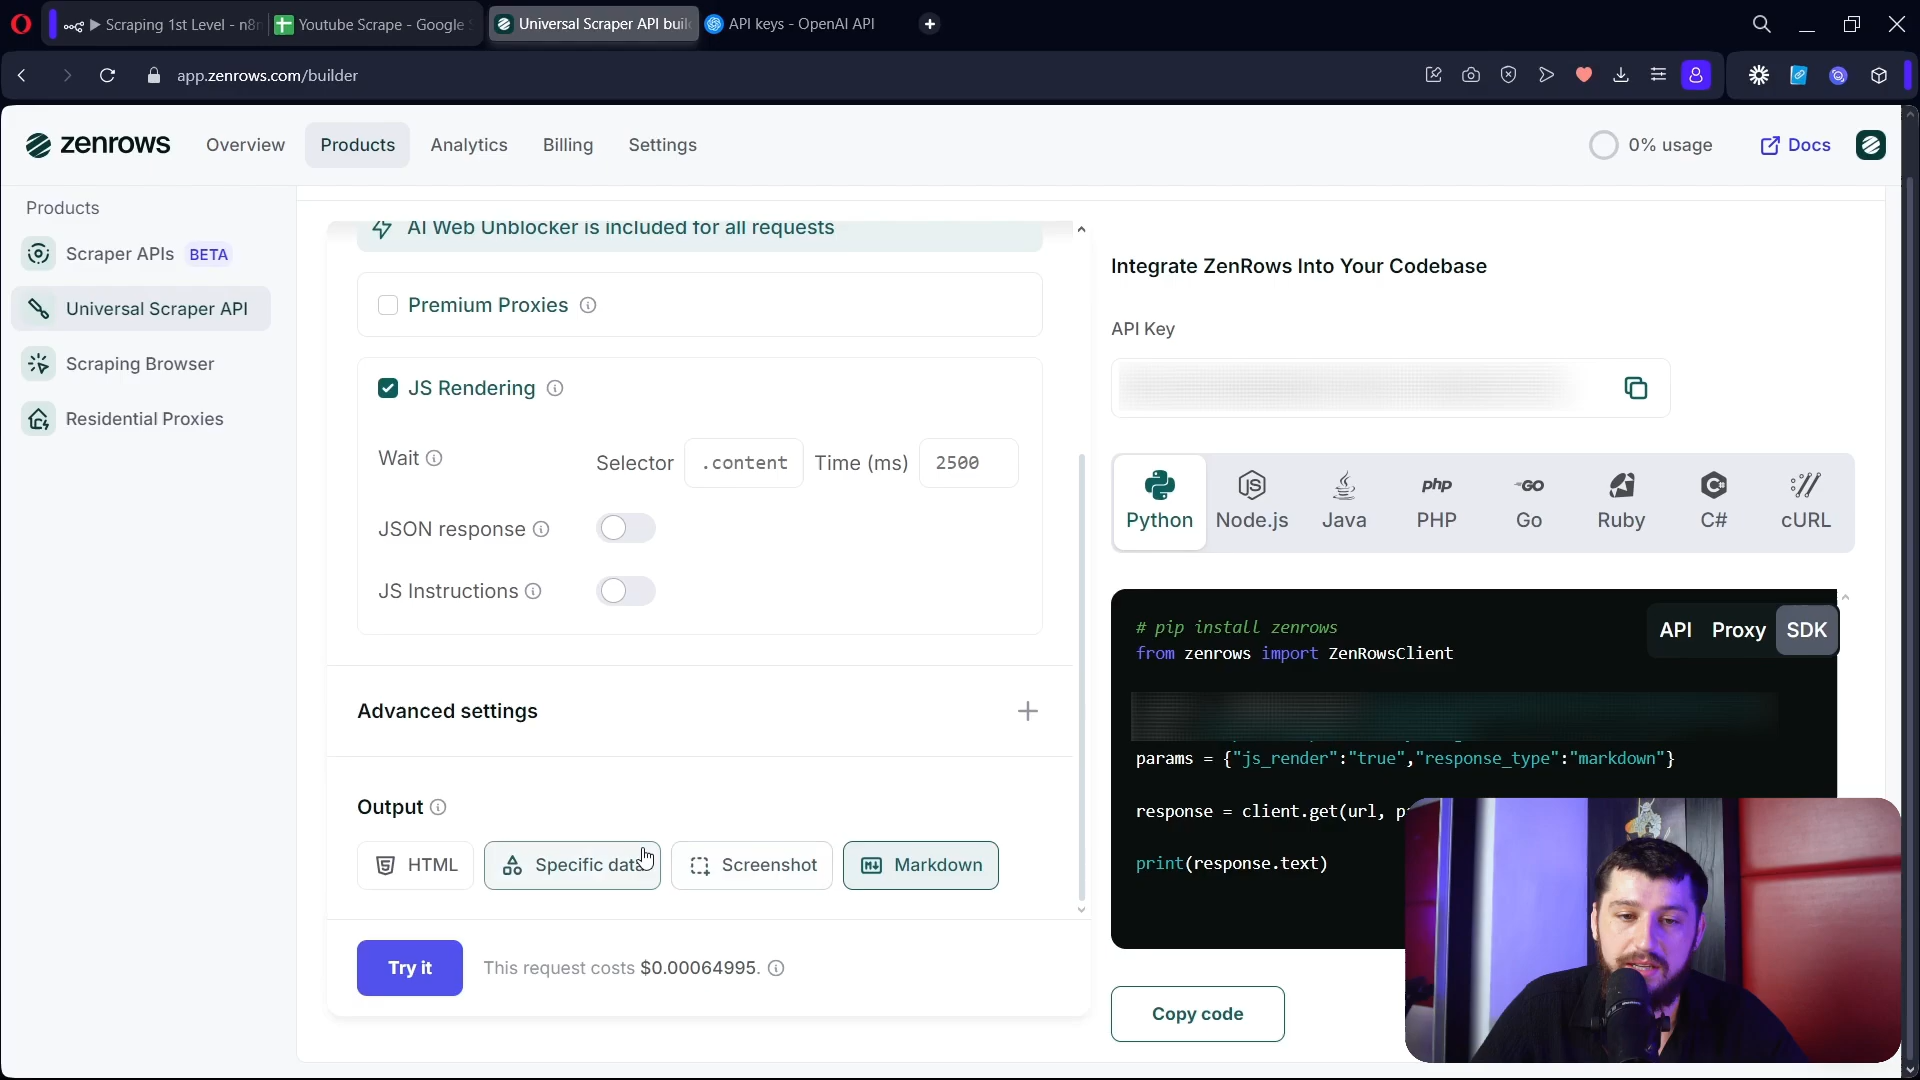 ▶ Scraping 1st Level - n8n
Youtube Scrape - Google
Universal Scraper API buil
API keys - OpenAI API
app.zenrows.com/builder
zenrows
Overview
Products
Analytics
Billing
Settings
0% usage
Docs
Products
Scraper APIs BETA
Universal Scraper API
Scraping Browser
Residential Proxies
AI Web Unblocker is included for all requests
Premium Proxies
JS Rendering
Wait
Selector
.content
Time (ms)
2500
JSON response
JS Instructions
Advanced settings
Output
HTML
Specific data
Screenshot
Markdown
Try it
This request costs $0.00064995.
Integrate ZenRows Into Your Codebase
API Key
Python
Node.js
Java
PHP
Go
Ruby
C#
cURL
API
Proxy
SDK
# pip install zenrows
from zenrows import ZenRowsClient
params = {"js_render":"true","response_type":"markdown"}
response = client.get(url, p
print(response.text)
Copy code